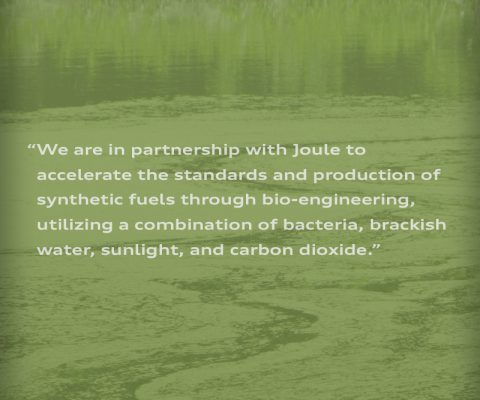 “We are in partnership with Joule to
accelerate the standards and production of
synthetic fuels through bio-engineering,
utilizing a combination of bacteria, brackish
water, sunlight, and carbon dioxide.”